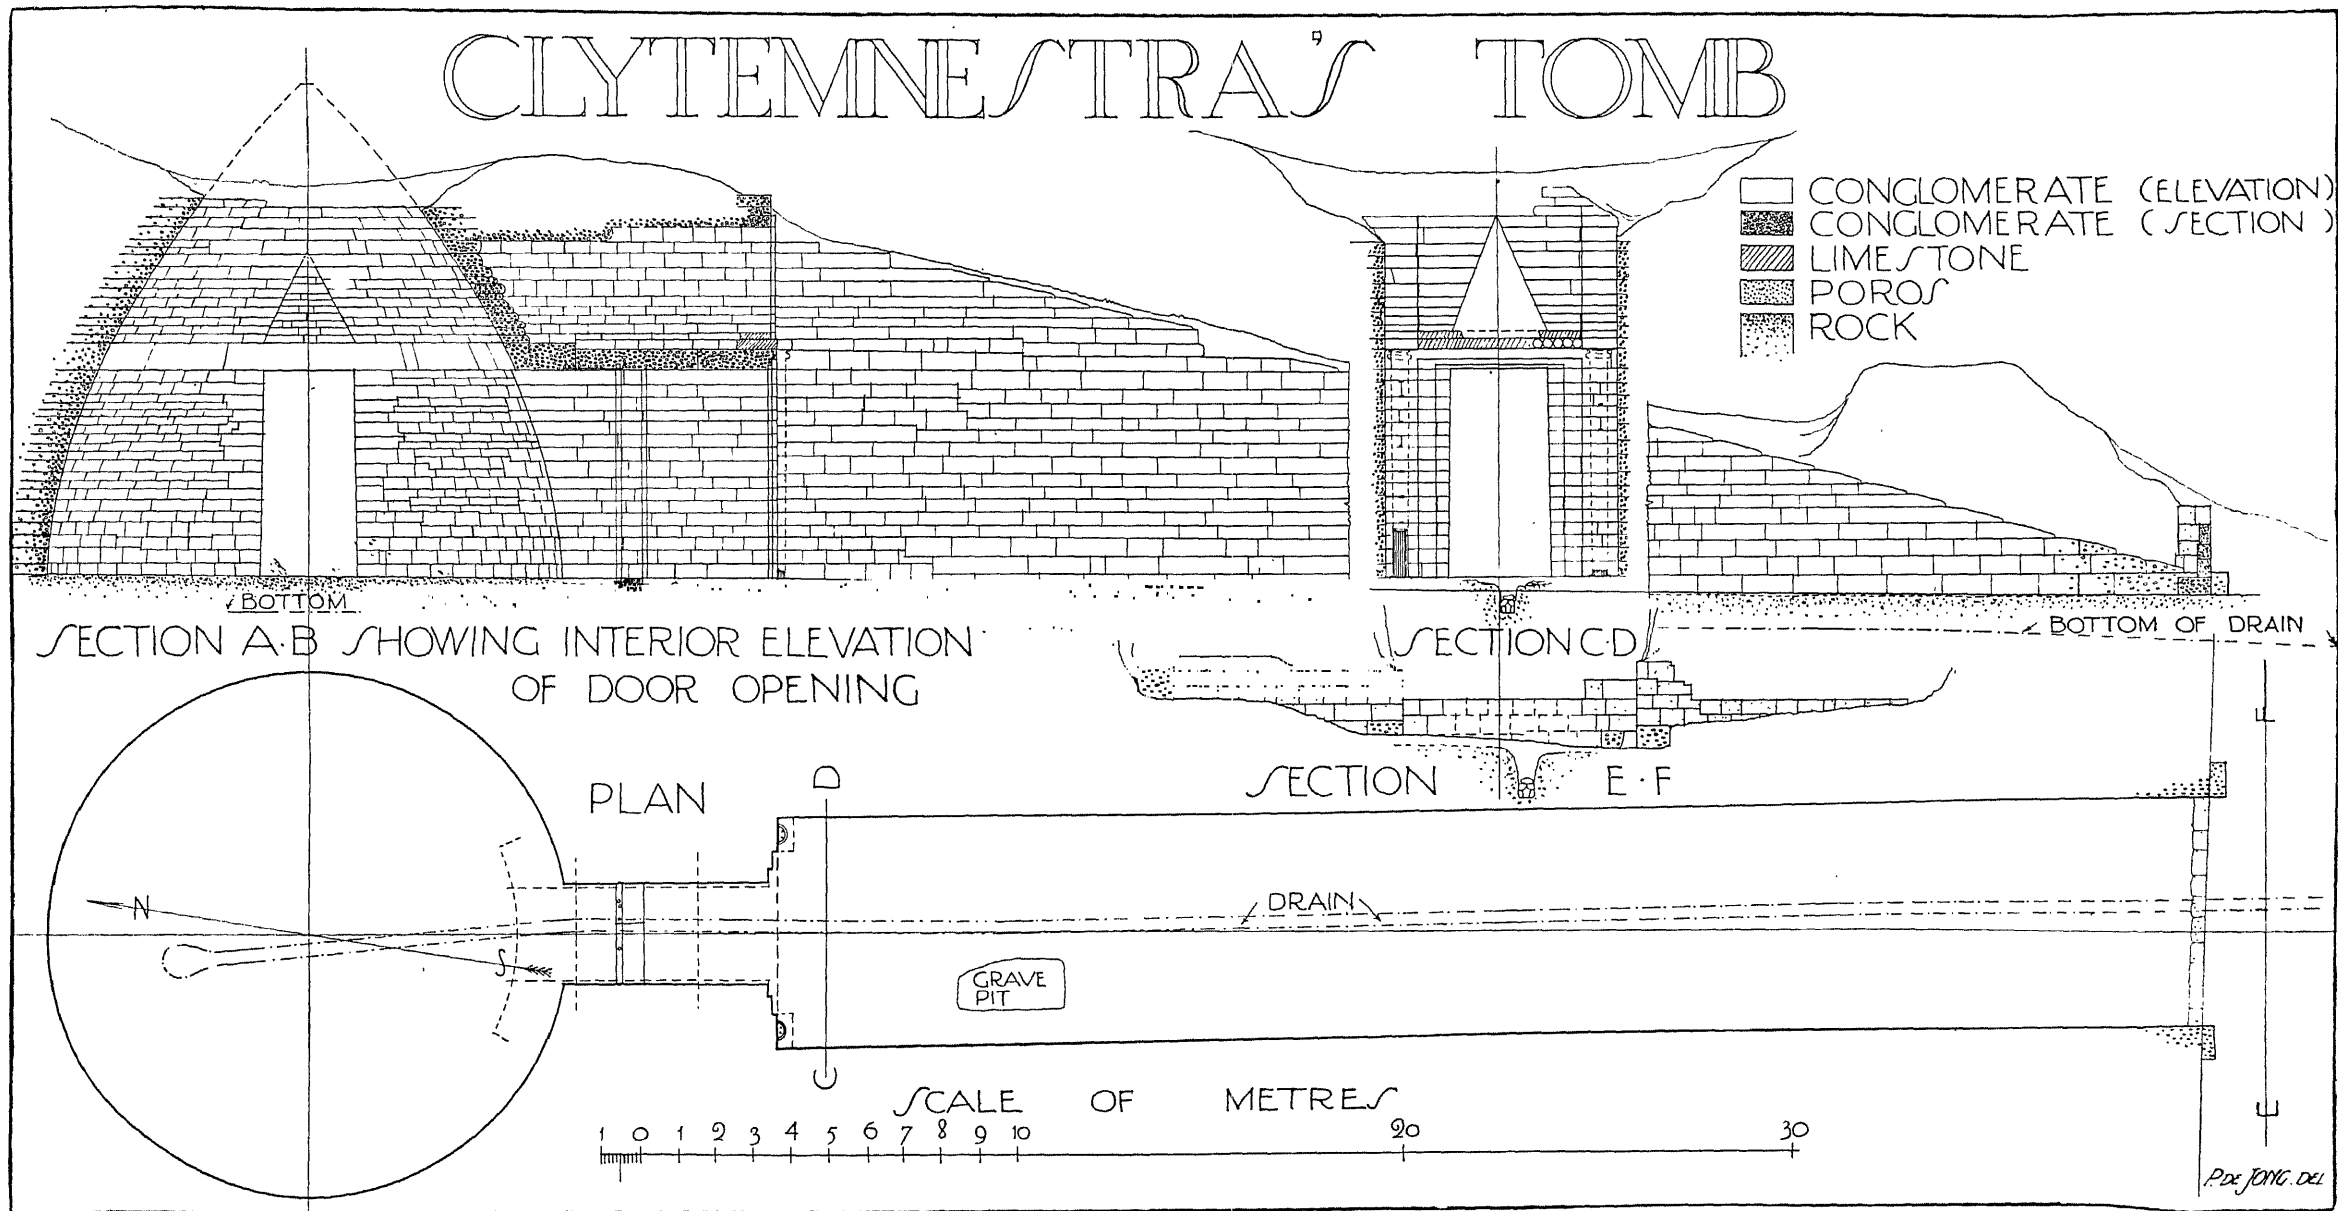 CLYTEMNESTRA'S TOMB
CONGLOMERATE (ELEVATION)
CONGLOMERATE (SECTION)
LIMESTONE
POROS
ROCK
BOTTOM
SECTION A·B SHOWING INTERIOR ELEVATION
OF DOOR OPENING
SECTION C·D
BOTTOM OF DRAIN
SECTION E·F
PLAN
D
F
N
S
DRAIN
GRAVE
PIT
C
E
SCALE OF METRES
1 0 1 2 3 4 5 6 7 8 9 10 20 30
P. DE JONG. DEL